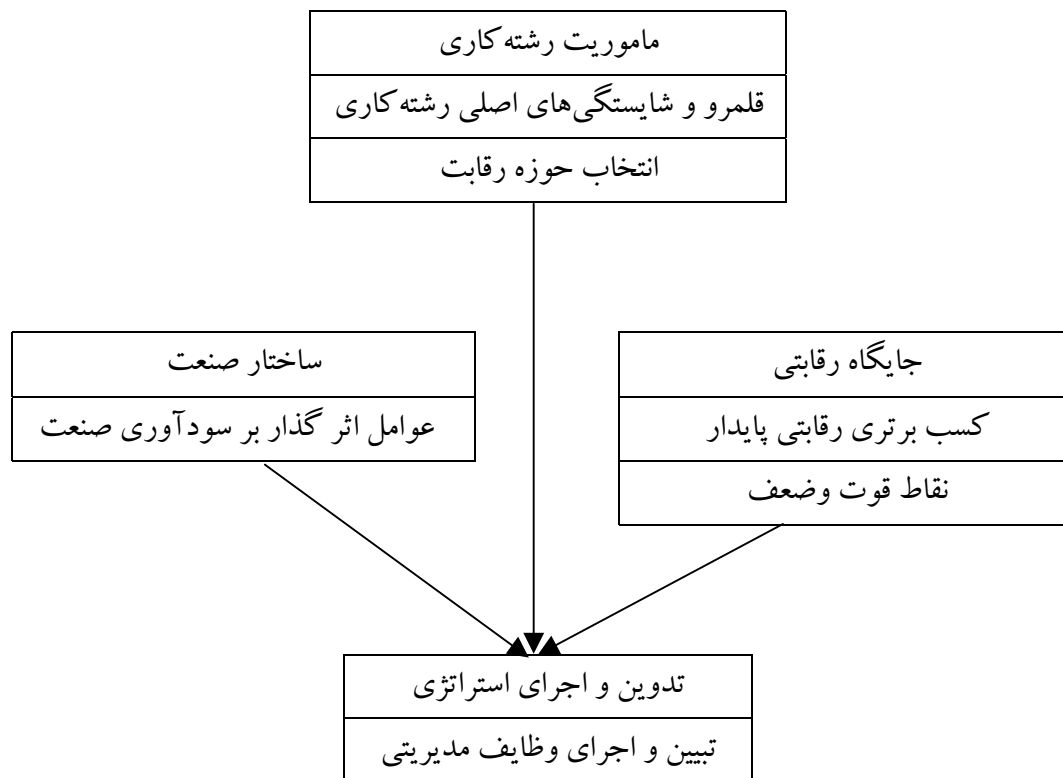 ماموریت رشته کاری
قلمرو و شایستگی‌های اصلی رشته کاری
انتخاب حوزه رقابت
جایگاه رقابتی
کسب برتری رقابتی پایدار
نقاط قوت وضعف
ساختار صنعت
عوامل اثر گذار بر سودآوری صنعت
تدوین و اجرای استراتژی
تبیین و اجرای وظایف مدیریتی